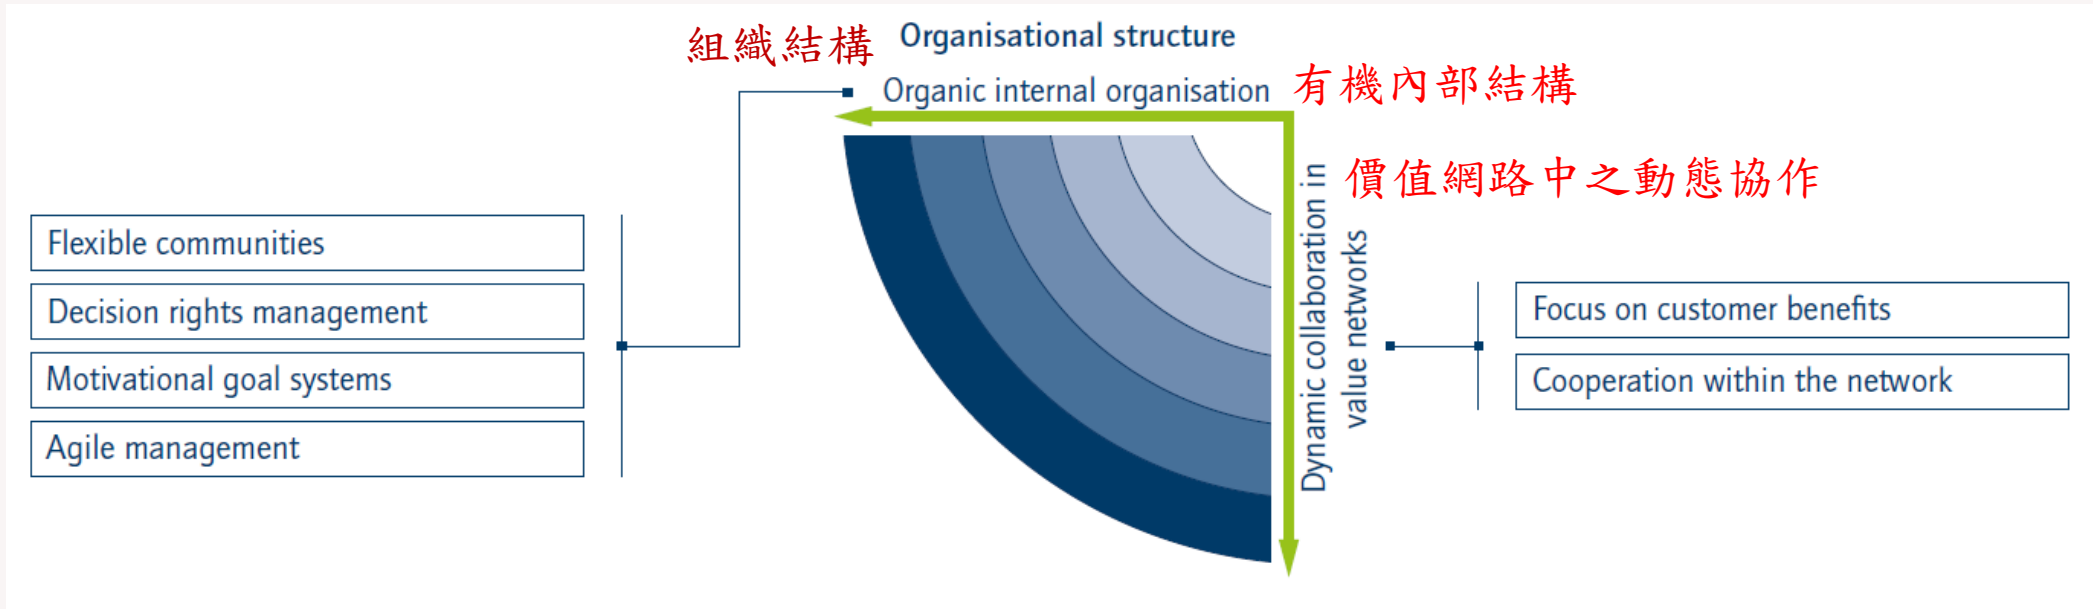 組織結構 Organisational structure
Organic internal organisation 有機內部結構
價值網路中之動態協作
Dynamic collaboration in
value networks
Flexible communities
Decision rights management
Motivational goal systems
Agile management
Focus on customer benefits
Cooperation within the network